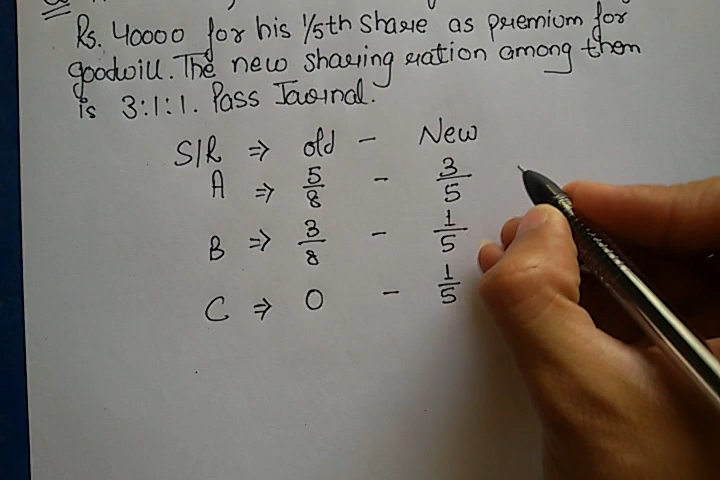 Rs. 40000 for his 1/5th Share as premium for
goodwill. The new sharing ration among them
is 3:1:1. Pass Journal.
S/R ⇒ old - New
A ⇒ 5/8 - 3/5
B ⇒ 3/8 - 1/5
C ⇒ 0 - 1/5